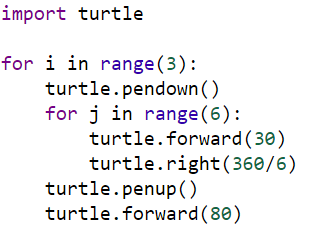 import turtle

for i in range(3):
    turtle.pendown()
    for j in range(6):
        turtle.forward(30)
        turtle.right(360/6)
    turtle.penup()
    turtle.forward(80)